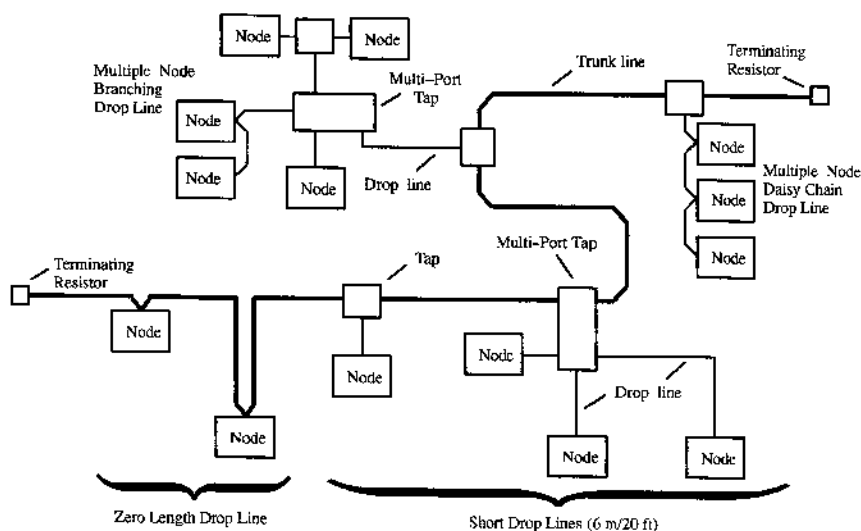 Node
Node
Multiple Node
Branching
Drop Line
Multi–Port
Tap
Trunk line
Terminating
Resistor
Node
Node
Node
Drop line
Node
Node
Node
Multiple Node
Daisy Chain
Drop Line
Terminating
Resistor
Tap
Multi–Port Tap
Node
Node
Node
Drop line
Node
Node
Node
Zero Length Drop Line
Short Drop Lines (6 m/20 ft)